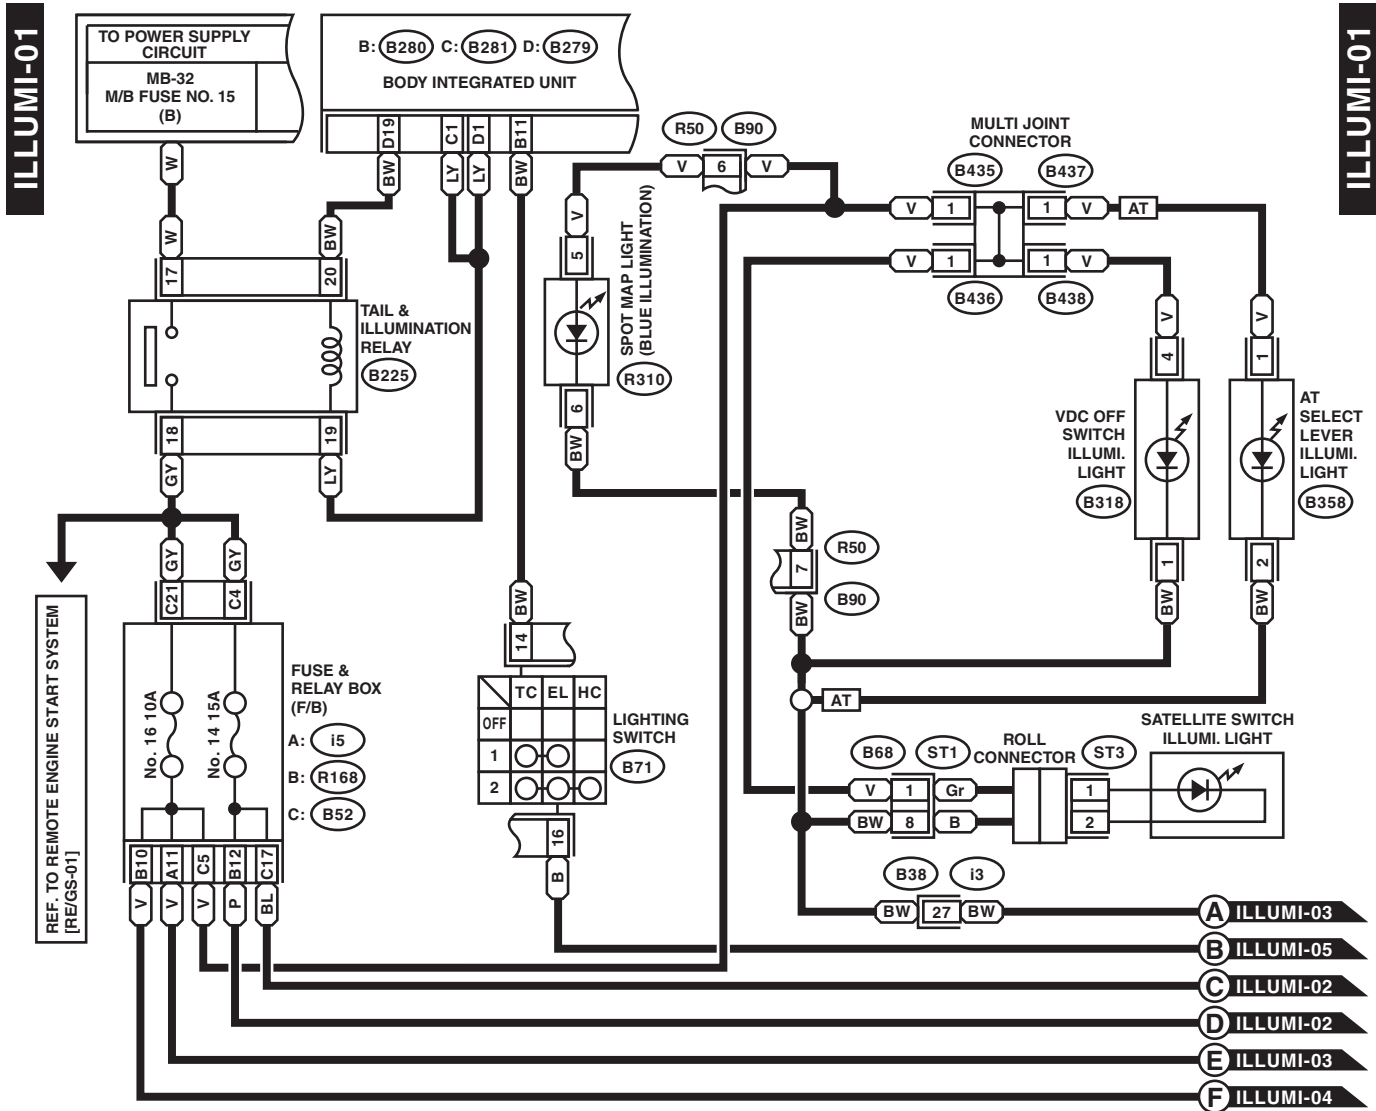 ILLUMI-01
ILLUMI-01
TO POWER SUPPLY
CIRCUIT
MB-32
M/B FUSE NO. 15
(B)
B: B280 C: B281 D: B279
BODY INTEGRATED UNIT
D19
C1
D1
B11
W
BW
LY
LY
BW
W
BW
17
20
TAIL &
ILLUMINATION
RELAY
B225
18
19
GY
LY
GY
GY
C21
C4
REF. TO REMOTE ENGINE START SYSTEM
[RE/GS-01]
No. 16 10A
No. 14 15A
FUSE &
RELAY BOX
(F/B)
A: i5
B: R168
C: B52
B10
A11
C5
B12
C17
V
V
V
P
BL
R50
B90
V
6
V
V
5
SPOT MAP LIGHT
(BLUE ILLUMINATION)
R310
6
BW
BW
7
BW
R50
B90
BW
14
TC EL HC
OFF
1
2
LIGHTING
SWITCH
B71
16
B
MULTI JOINT
CONNECTOR
B435
B437
V
1
1
V
AT
V
1
1
V
B436
B438
V
V
4
1
VDC OFF
SWITCH
ILLUMI.
LIGHT
B318
AT
SELECT
LEVER
ILLUMI.
LIGHT
B358
1
2
BW
BW
AT
SATELLITE SWITCH
ILLUMI. LIGHT
B68
ST1
ROLL
CONNECTOR
ST3
V
1
Gr
1
BW
8
B
2
B38
i3
BW
27
BW
A ILLUMI-03
B ILLUMI-05
C ILLUMI-02
D ILLUMI-02
E ILLUMI-03
F ILLUMI-04